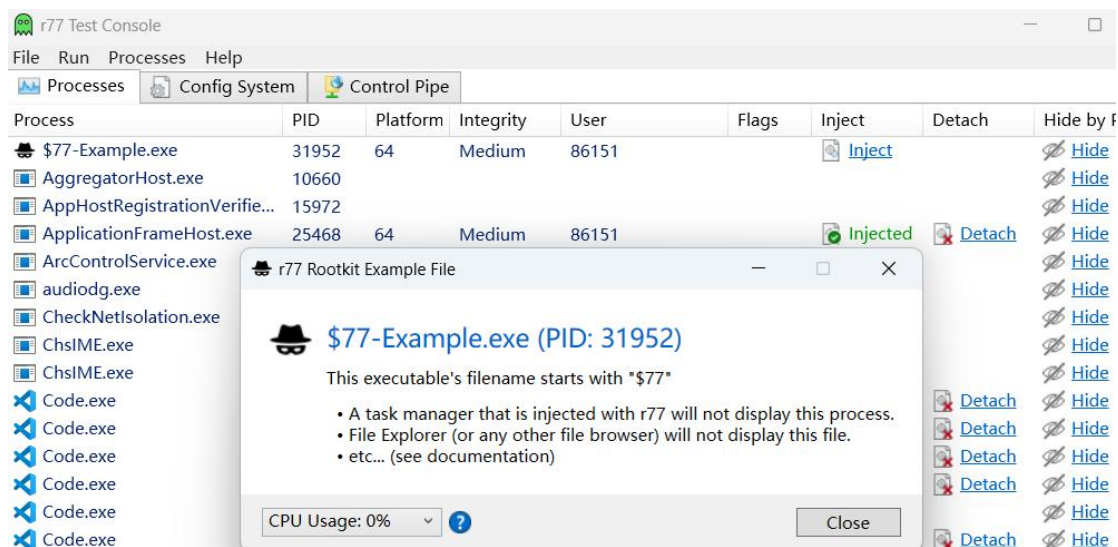 r77 Test Console
File Run Processes Help
Processes Config System Control Pipe
Process PID Platform Integrity User Flags Inject Detach Hide by
$77-Example.exe 31952 64 Medium 86151 Inject Hide
AggregatorHost.exe 10660 Hide
AppHostRegistrationVerifie... 15972 Hide
ApplicationFrameHost.exe 25468 64 Medium 86151 Injected Detach Hide
ArcControlService.exe Hide
audiodg.exe Hide
CheckNetIsolation.exe Hide
ChsIME.exe Hide
ChsIME.exe Hide
Code.exe Detach Hide
Code.exe Detach Hide
Code.exe Detach Hide
Code.exe Detach Hide
Code.exe Hide
Code.exe Detach Hide
r77 Rootkit Example File
$77-Example.exe (PID: 31952)
This executable's filename starts with "$77"
• A task manager that is injected with r77 will not display this process.
• File Explorer (or any other file browser) will not display this file.
• etc... (see documentation)
CPU Usage: 0% ? Close